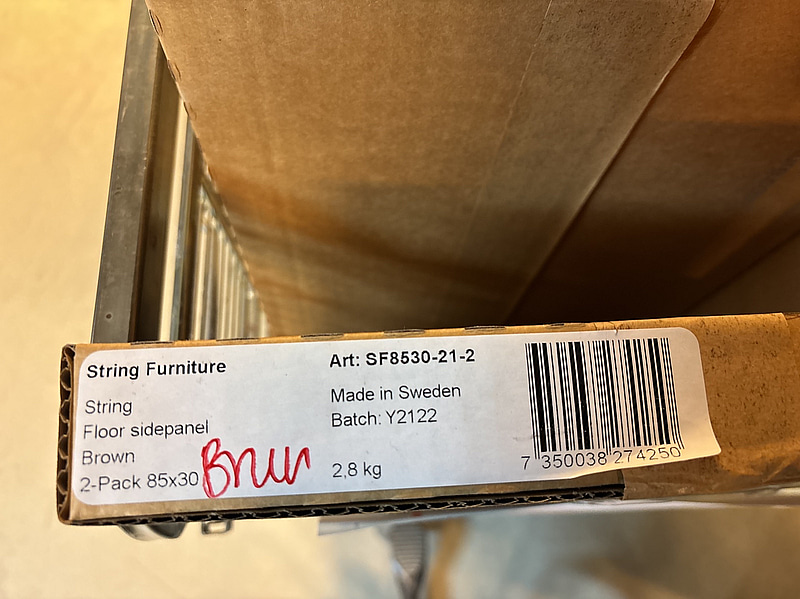 String Furniture
String
Floor sidepanel
Brown
2-Pack 85x30
Brun
Art: SF8530-21-2
Made in Sweden
Batch: Y2122
2,8 kg
7 350038 274250